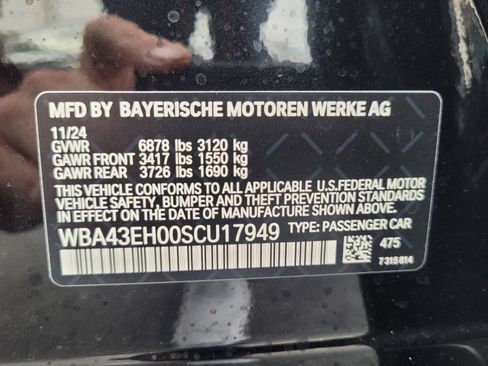 MFD BY BAYERISCHE MOTOREN WERKE AG
11/24
GVWR 6878 lbs 3120 kg
GAWR FRONT 3417 lbs 1550 kg
GAWR REAR 3726 lbs 1690 kg
THIS VEHICLE CONFORMS TO ALL APPLICABLE U.S.FEDERAL MOTOR
VEHICLE SAFETY, BUMPER AND THEFT PREVENTION STANDARDS
IN EFFECT ON THE DATE OF MANUFACTURE SHOWN ABOVE.
WBA43EH00SCU17949 TYPE: PASSENGER CAR
475
7315814